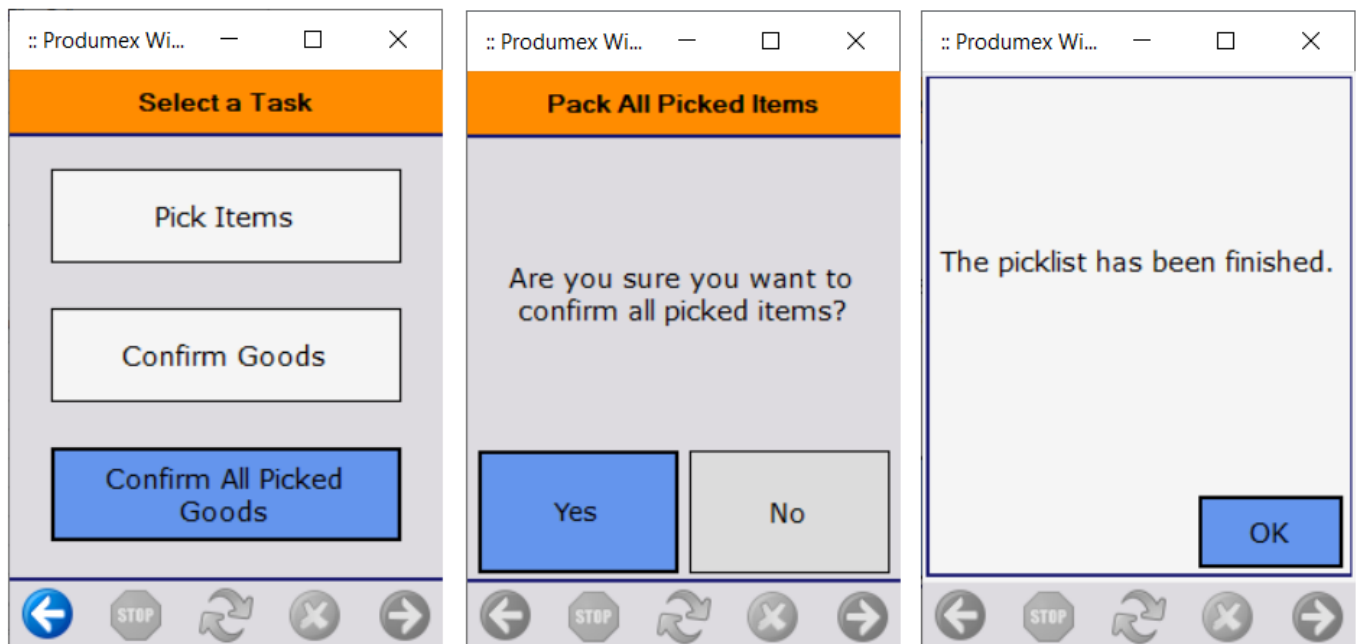 :: Produmex Wi...
Select a Task
Pick Items
Confirm Goods
Confirm All Picked
Goods
STOP
:: Produmex Wi...
Pack All Picked Items
Are you sure you want to
confirm all picked items?
Yes
No
STOP
:: Produmex Wi...
The picklist has been finished.
OK
STOP